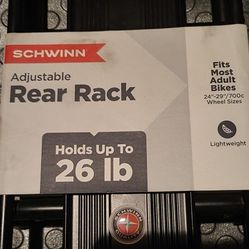 SCHWINN
Adjustable
Rear Rack
Holds Up To
26 lb
Fits
Most
Adult
Bikes
24"-29"/700c
Wheel Sizes
Lightweight
SCHWINN